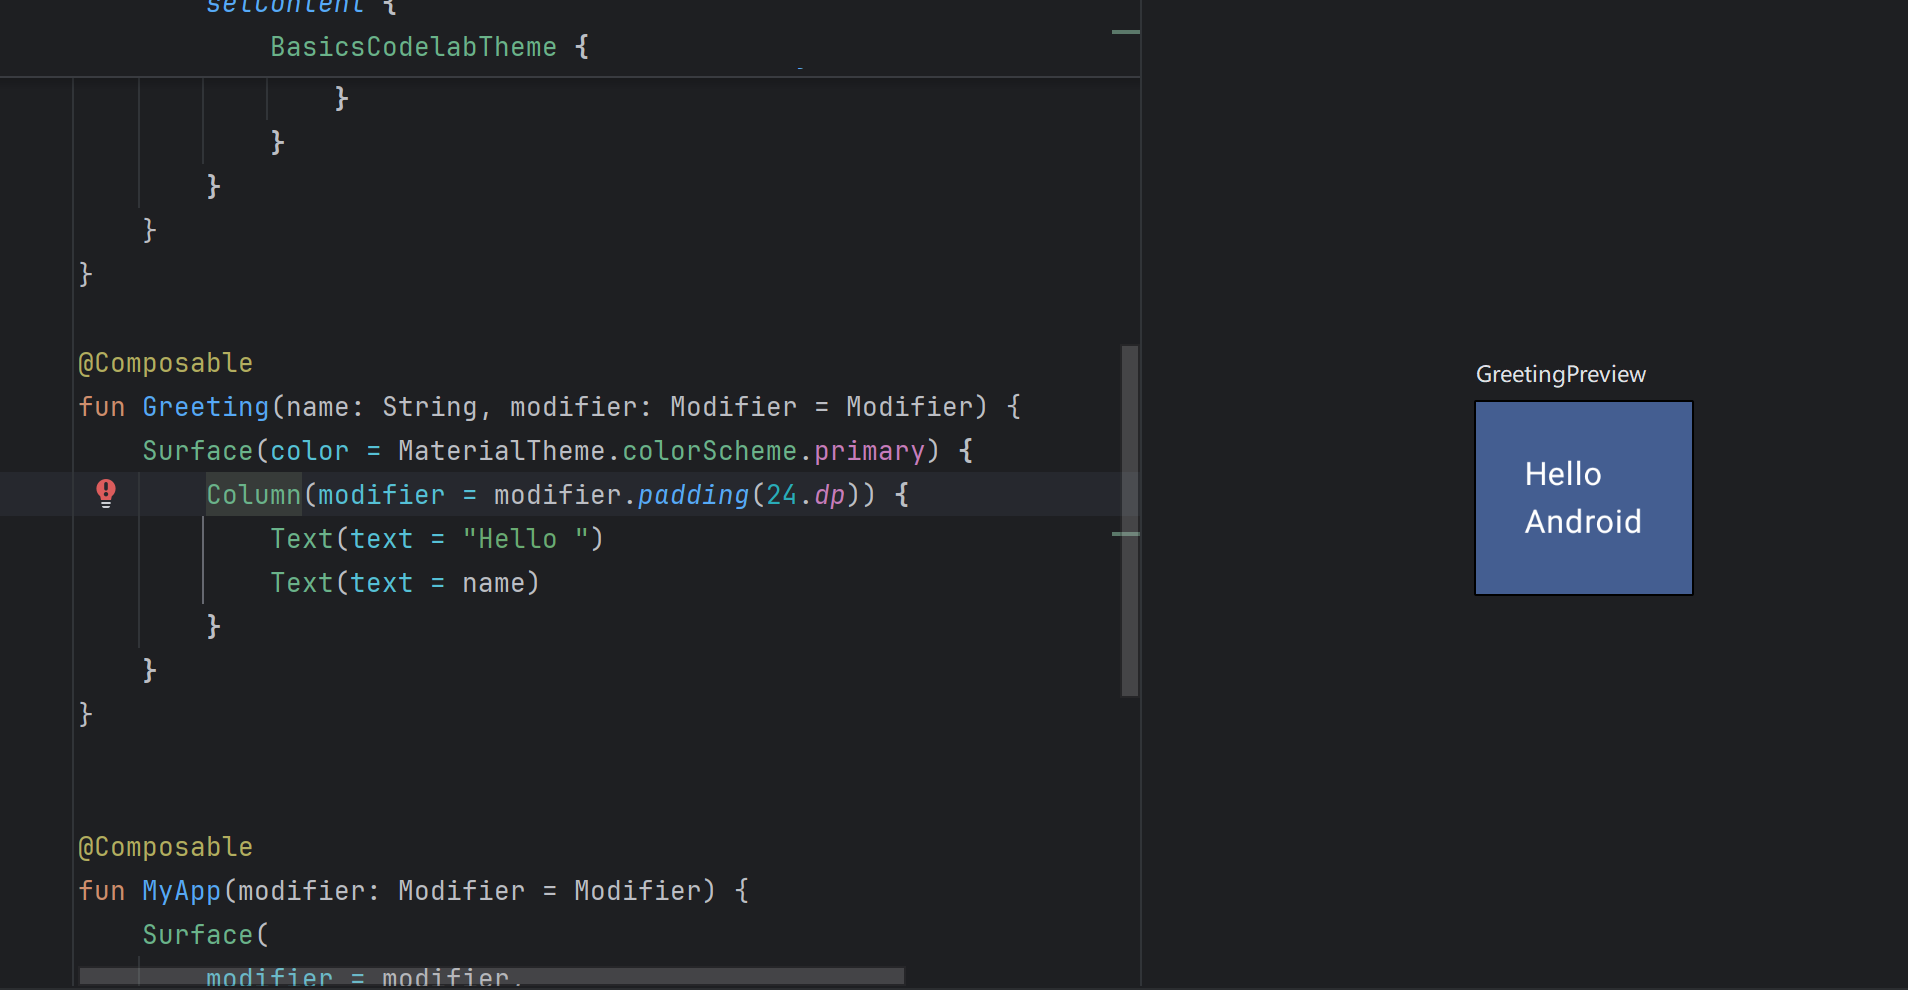 setContent {
BasicsCodelabTheme {
}
}
}
}
}
@Composable
fun Greeting(name: String, modifier: Modifier = Modifier) {
Surface(color = MaterialTheme.colorScheme.primary) {
Column(modifier = modifier.padding(24.dp)) {
Text(text = "Hello ")
Text(text = name)
}
}
}
@Composable
fun MyApp(modifier: Modifier = Modifier) {
Surface(
modifier = modifier,
GreetingPreview
Hello
Android